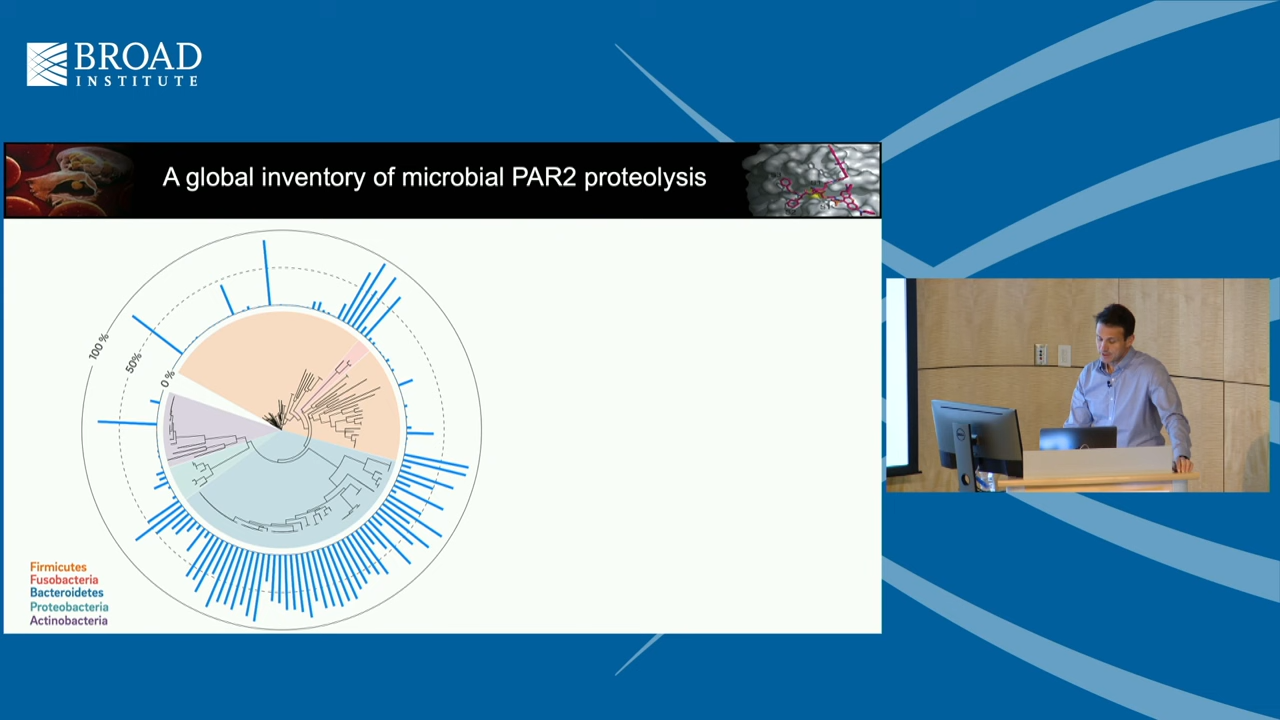 BROAD
INSTITUTE
A global inventory of microbial PAR2 proteolysis
100 %
50%
0 %
Firmicutes
Fusobacteria
Bacteroidetes
Proteobacteria
Actinobacteria